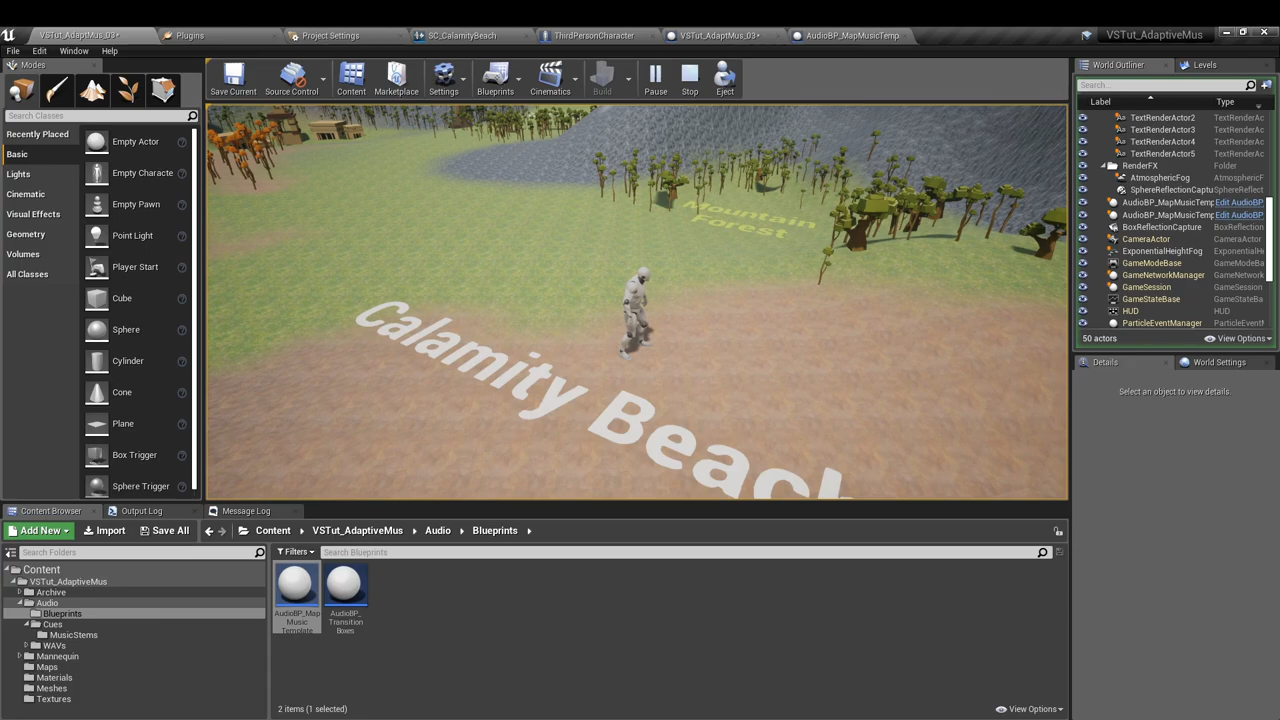 VSTut_AdaptMus_03*
Plugins
Project Settings
SC_CalamityBeach
ThirdPersonCharacter
VSTut_AdaptMus_03*
AudioBP_MapMusicTemp
VSTut_AdaptiveMus
File Edit Window Help
Modes
Search Classes
Recently Placed
Basic
Lights
Cinematic
Visual Effects
Geometry
Volumes
All Classes
Empty Actor
Empty Characte
Empty Pawn
Point Light
Player Start
Cube
Sphere
Cylinder
Cone
Plane
Box Trigger
Sphere Trigger
Save Current
Source Control
Content
Marketplace
Settings
Blueprints
Cinematics
Build
Pause
Stop
Eject
Mountain
Forest
Calamity Beach
World Outliner
Levels
Search...
Label Type
TextRenderActor2 TextRenderAc
TextRenderActor3 TextRenderAc
TextRenderActor4 TextRenderAc
TextRenderActor5 TextRenderAc
RenderFX Folder
AtmosphericFog AtmosphericF
SphereReflectionCaptu SphereReflect
AudioBP_MapMusicTemp Edit AudioBP
AudioBP_MapMusicTemp Edit AudioBP
BoxReflectionCapture BoxReflection
CameraActor CameraActor
ExponentialHeightFog ExponentialHe
GameModeBase GameModeBa
GameNetworkManager GameNetwork
GameSession GameSession
GameStateBase GameStateBa
HUD HUD
ParticleEventManager ParticleEventM
50 actors
View Options
Details
World Settings
Select an object to view details.
Content Browser
Output Log
Message Log
Add New
Import
Save All
Content
VSTut_AdaptiveMus
Audio
Blueprints
Search Folders
Filters
Search Blueprints
Content
VSTut_AdaptiveMus
Archive
Audio
Blueprints
Cues
MusicStems
WAVs
Mannequin
Maps
Materials
Meshes
Textures
AudioBP_Map
Music
Template
AudioBP_
Transition
Boxes
2 items (1 selected)
View Options